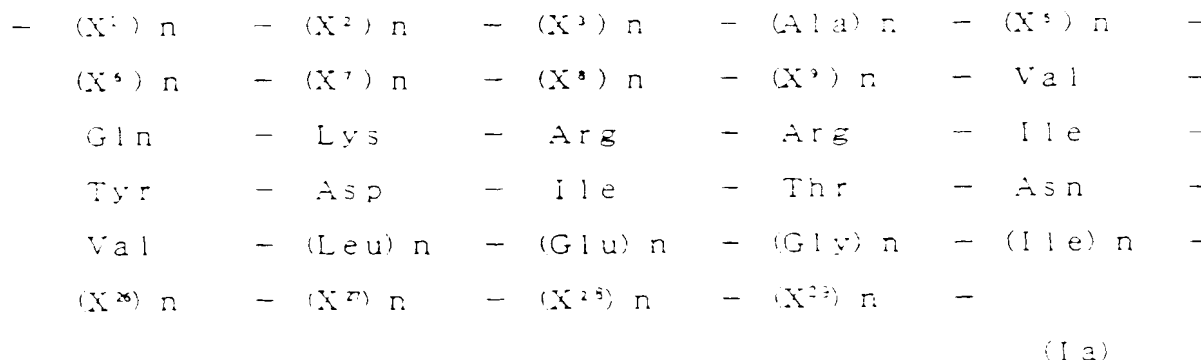 — (X¹) n — (X²) n — (X³) n — (Ala) n — (X⁵) n —
(X⁶) n — (X⁷) n — (X⁸) n — (X⁹) n — Val —
Gln — Lys — Arg — Arg — Ile —
Tyr — Asp — Ile — Thr — Asn —
Val — (Leu) n — (Glu) n — (Gly) n — (Ile) n —
(X²⁶) n — (X²⁷) n — (X²⁸) n — (X²⁹) n —
(Ia)